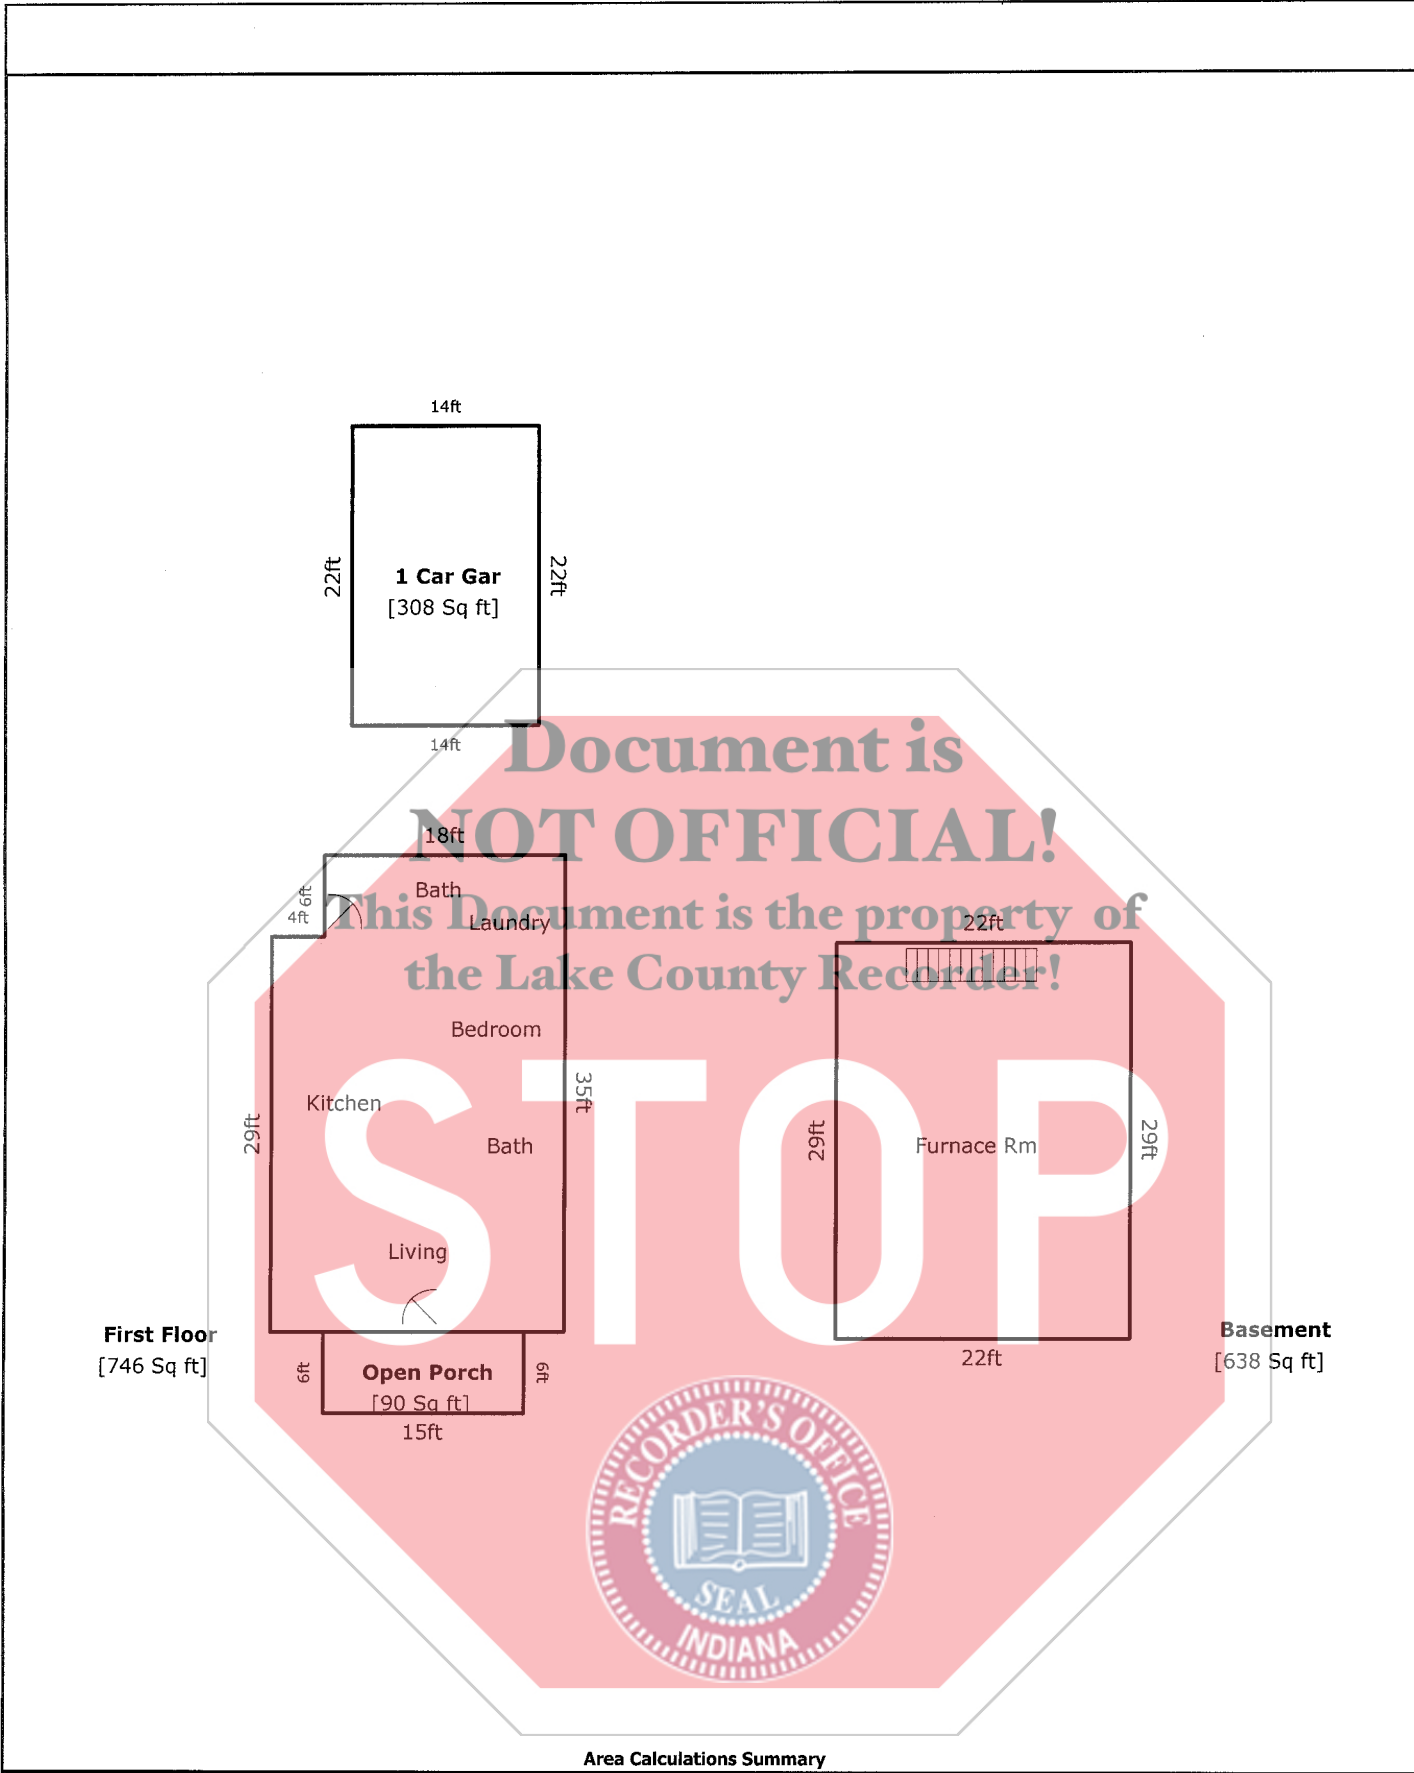 14ft
22ft
1 Car Gar
22ft
[308 Sq ft]
14ft
Document is
NOT OFFICIAL!
This Document is the property of
the Lake County Recorder!
STOP
18ft
6ft
4ft
Bath
Laundry
Bedroom
35ft
Kitchen
29ft
Bath
Living
First Floor
[746 Sq ft]
6ft
Open Porch
6ft
[90 Sq ft]
15ft
22ft
29ft
Furnace Rm
29ft
22ft
Basement
[638 Sq ft]
RECORDER'S OFFICE
SEAL
INDIANA
Area Calculations Summary